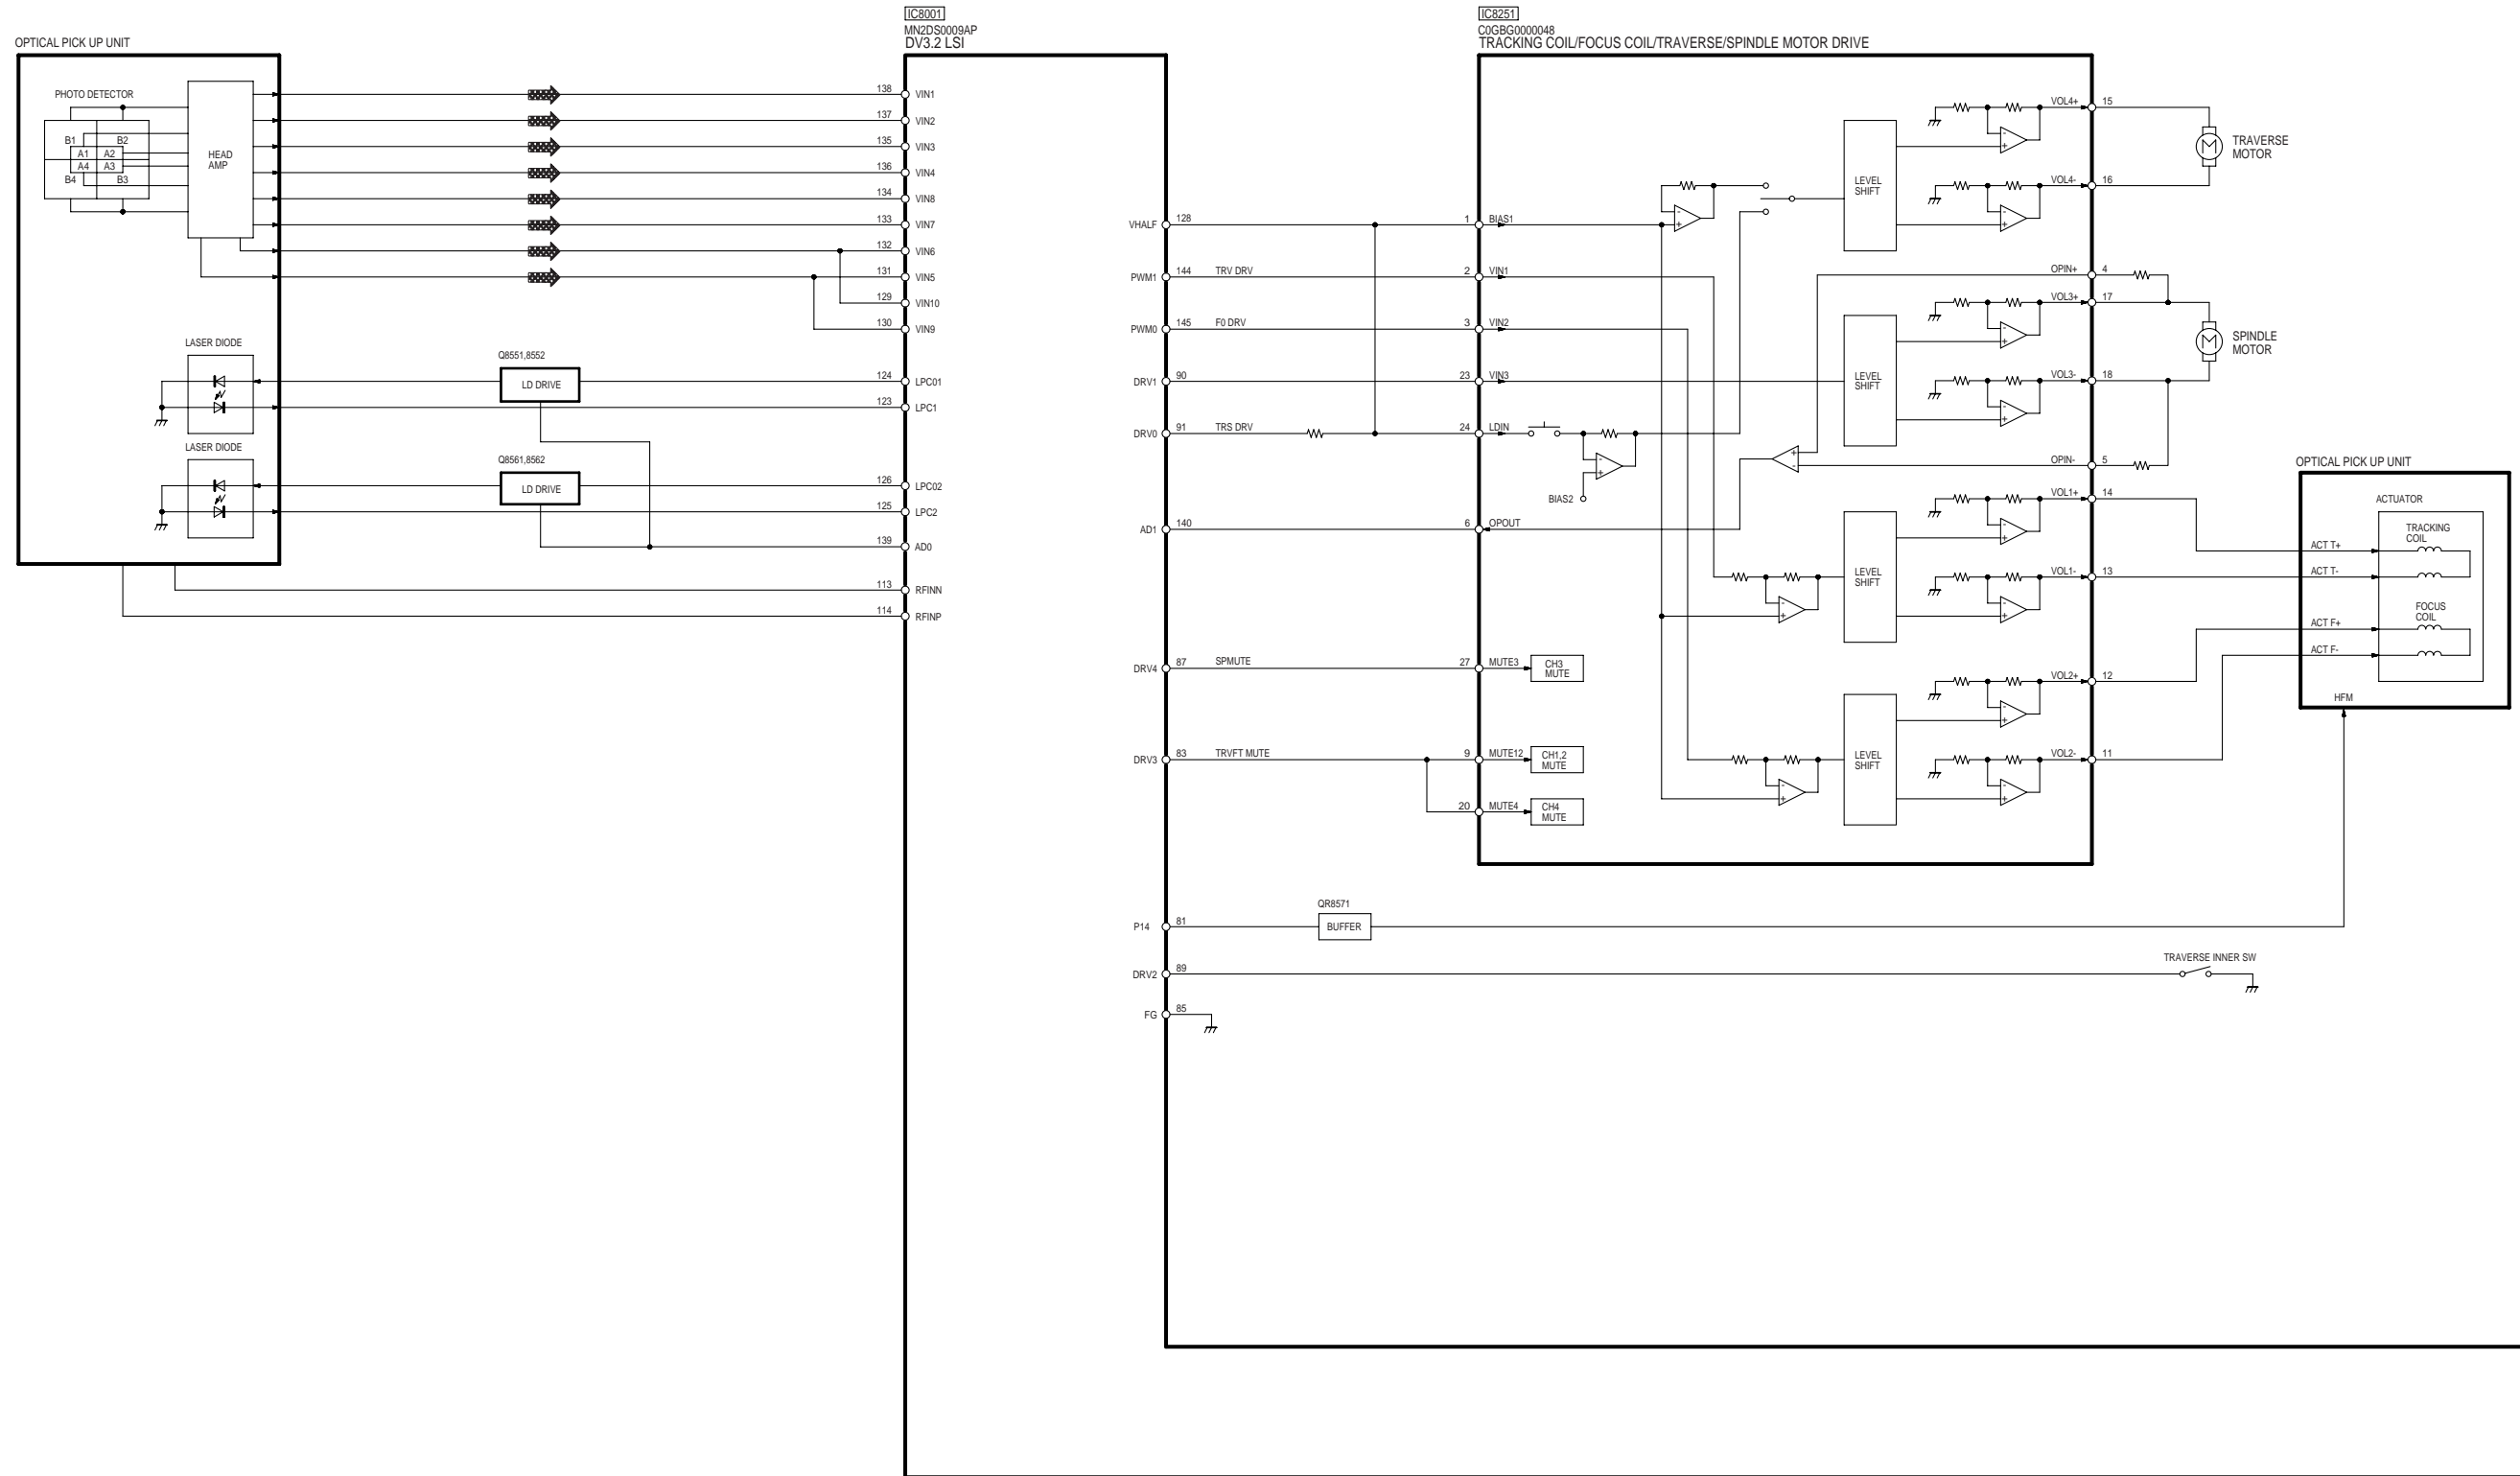 OPTICAL PICK UP UNIT
PHOTO DETECTOR
B1
B2
A1
A2
A4
A3
B4
B3
HEAD
AMP
LASER DIODE
LASER DIODE
Q8551,8552
LD DRIVE
Q8561,8562
LD DRIVE
IC8001
MN2DS0009AP
DV3.2 LSI
138 VIN1
137 VIN2
135 VIN3
136 VIN4
134 VIN8
133 VIN7
132 VIN6
131 VIN5
129 VIN10
130 VIN9
124 LPC01
123 LPC1
126 LPC02
125 LPC2
139 AD0
113 RFINN
114 RFINP
VHALF 128
PWM1 144 TRV DRV
PWM0 145 F0 DRV
DRV1 90
DRV0 91 TRS DRV
AD1 140
DRV4 87 SPMUTE
DRV3 83 TRVFT MUTE
P14 81
DRV2 89
FG 85
QR8571
BUFFER
IC8251
C0GBG0000048
TRACKING COIL/FOCUS COIL/TRAVERSE/SPINDLE MOTOR DRIVE
1 BIAS1
2 VIN1
3 VIN2
23 VIN3
24 LDIN
BIAS2
6 OPOUT
27 MUTE3
CH3
MUTE
9 MUTE12
CH1,2
MUTE
20 MUTE4
CH4
MUTE
LEVEL
SHIFT
LEVEL
SHIFT
LEVEL
SHIFT
LEVEL
SHIFT
VOL4+ 15
VOL4- 16
OPIN+ 4
VOL3+ 17
VOL3- 18
OPIN- 5
VOL1+ 14
VOL1- 13
VOL2+ 12
VOL2- 11
M
TRAVERSE
MOTOR
M
SPINDLE
MOTOR
OPTICAL PICK UP UNIT
ACTUATOR
TRACKING
COIL
ACT T+
ACT T-
FOCUS
COIL
ACT F+
ACT F-
HFM
TRAVERSE INNER SW